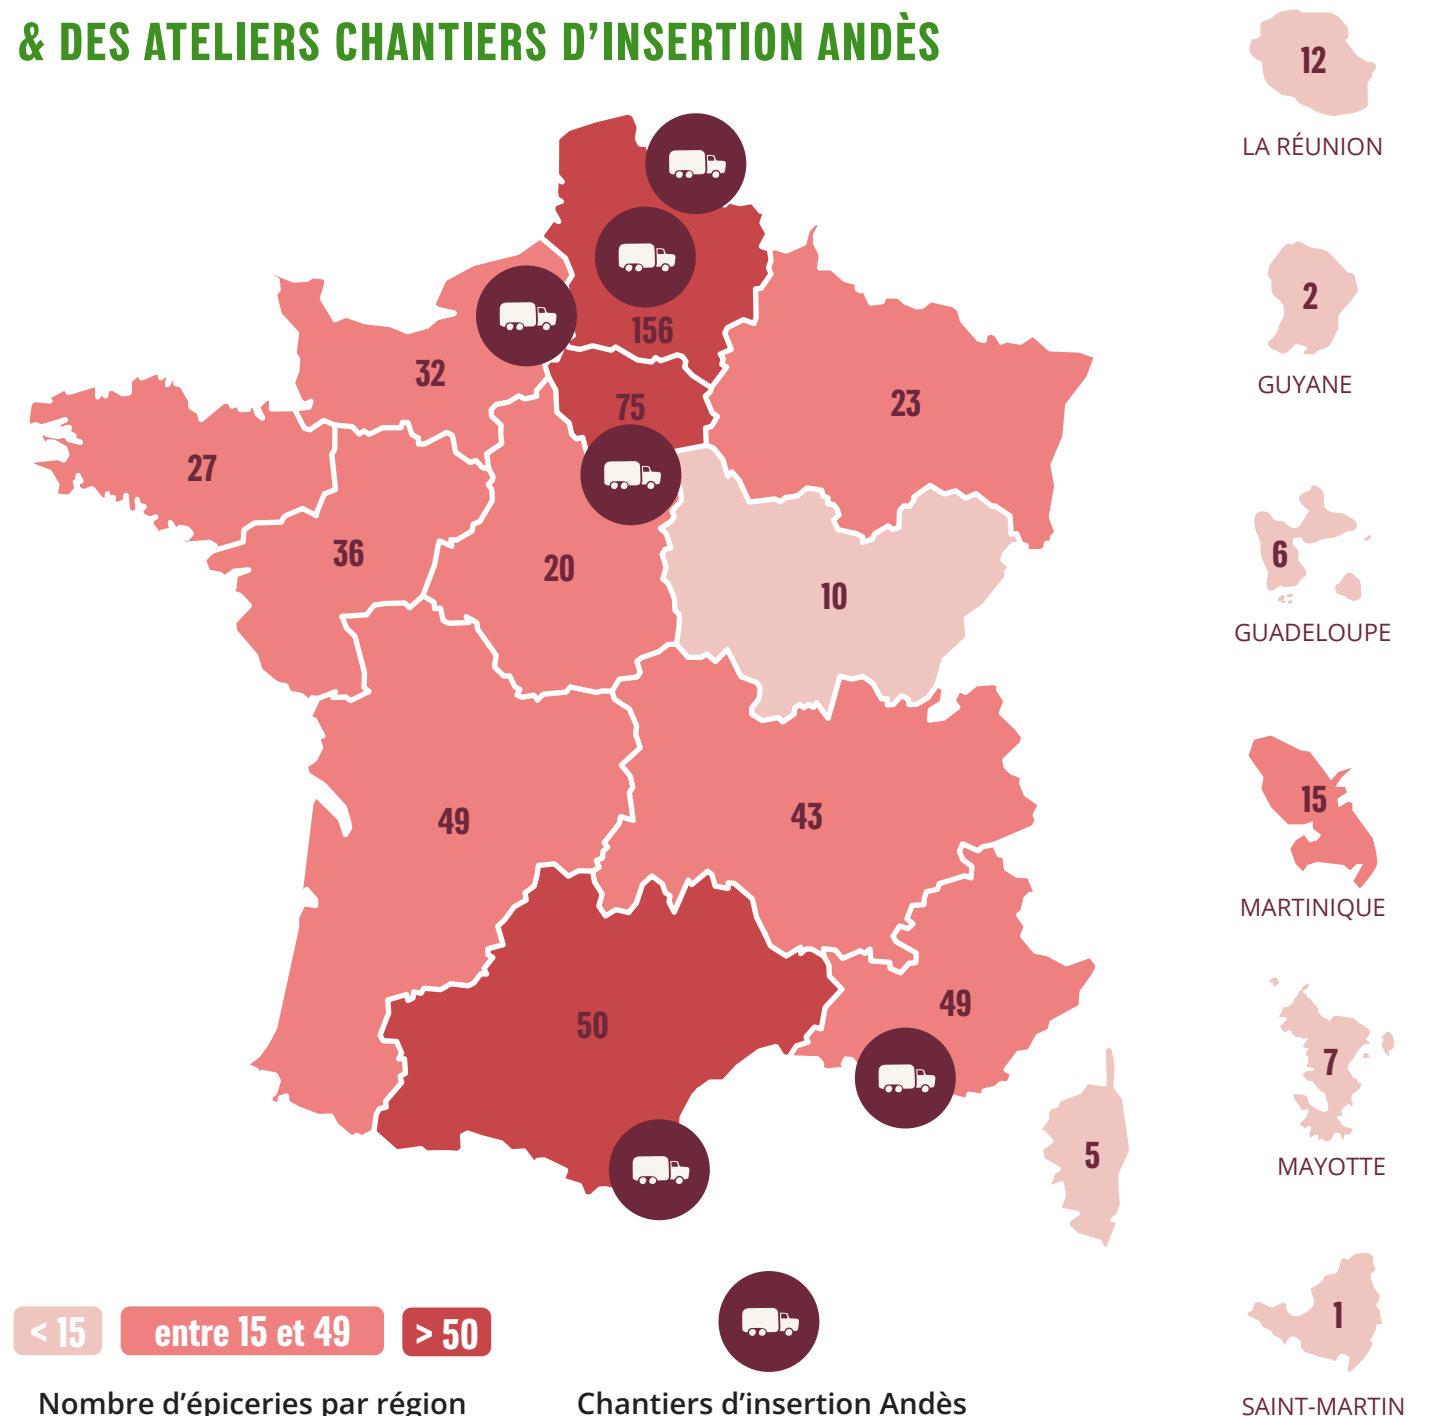 & DES ATELIERS CHANTIERS D’INSERTION ANDÈS
12
LA RÉUNION
156
32
75
23
27
36
20
10
49
43
50
49
5
2
GUYANE
6
GUADELOUPE
15
MARTINIQUE
7
MAYOTTE
1
SAINT-MARTIN
< 15
entre 15 et 49
> 50
Nombre d’épiceries par région
Chantiers d’insertion Andès